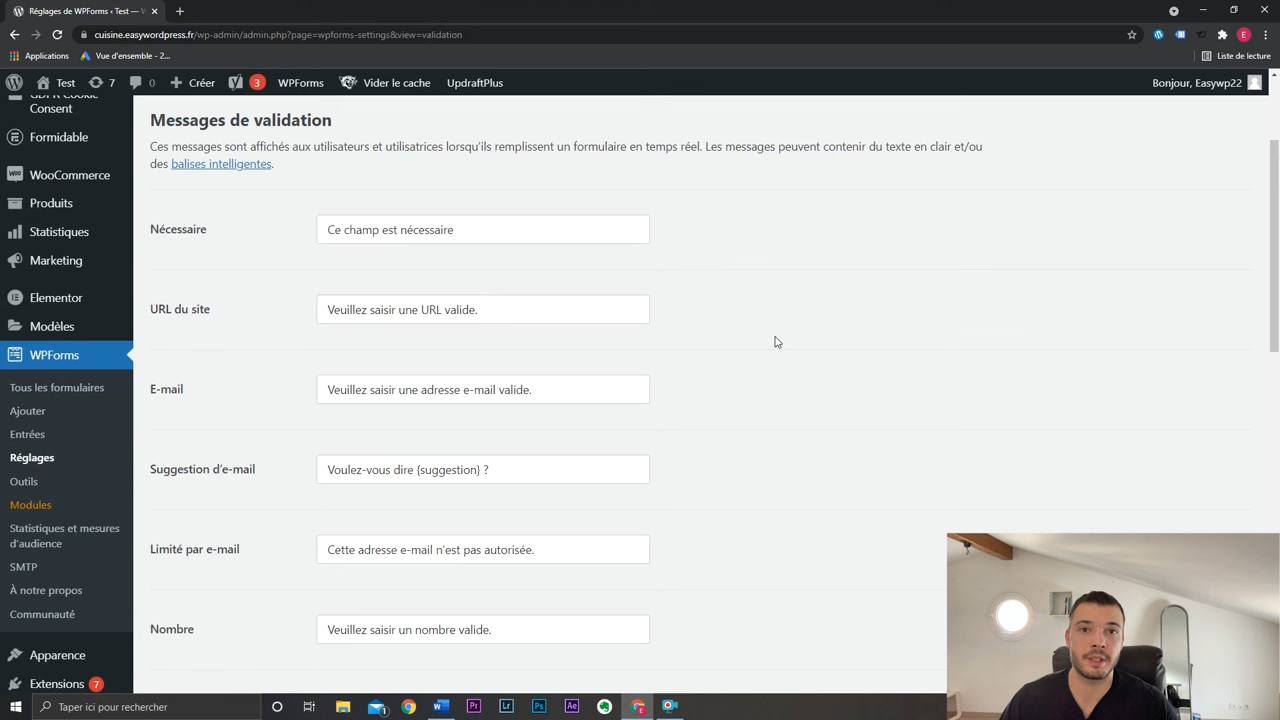 Réglages de WPForms ‹ Test —
cuisine.easywordpress.fr/wp-admin/admin.php?page=wpforms-settings&view=validation
Applications
Vue d'ensemble - 2...
Liste de lecture
Test
7
0
Créer
3
WPForms
Vider le cache
UpdraftPlus
Bonjour, Easywp22
GDPR Cookie
Consent
Formidable
WooCommerce
Produits
Statistiques
Marketing
Elementor
Modèles
WPForms
Tous les formulaires
Ajouter
Entrées
Réglages
Outils
Modules
Statistiques et mesures
d'audience
SMTP
À notre propos
Communauté
Apparence
Extensions 7
Messages de validation
Ces messages sont affichés aux utilisateurs et utilisatrices lorsqu'ils remplissent un formulaire en temps réel. Les messages peuvent contenir du texte en clair et/ou
des balises intelligentes.
Nécessaire
Ce champ est nécessaire
URL du site
Veuillez saisir une URL valide.
E-mail
Veuillez saisir une adresse e-mail valide.
Suggestion d'e-mail
Voulez-vous dire {suggestion} ?
Limité par e-mail
Cette adresse e-mail n'est pas autorisée.
Nombre
Veuillez saisir un nombre valide.
Taper ici pour rechercher